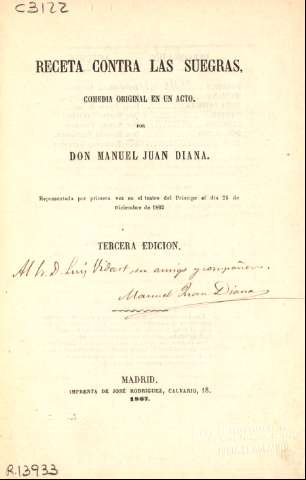 C3122
RECETA CONTRA LAS SUEGRAS,
COMEDIA ORIGINAL EN UN ACTO.
POR
DON MANUEL JUAN DIANA.
Representada por primera vez en el teatro del Príncipe el dia 24 de
Diciembre de 1862
TERCERA EDICION.
Al Sr. D. Luis Vidart su amigo y compañero.
Manuel Juan Diana
MADRID.
IMPRENTA DE JOSÉ RODRIGUEZ, CALVARIO, 18.
1867.
R.13933